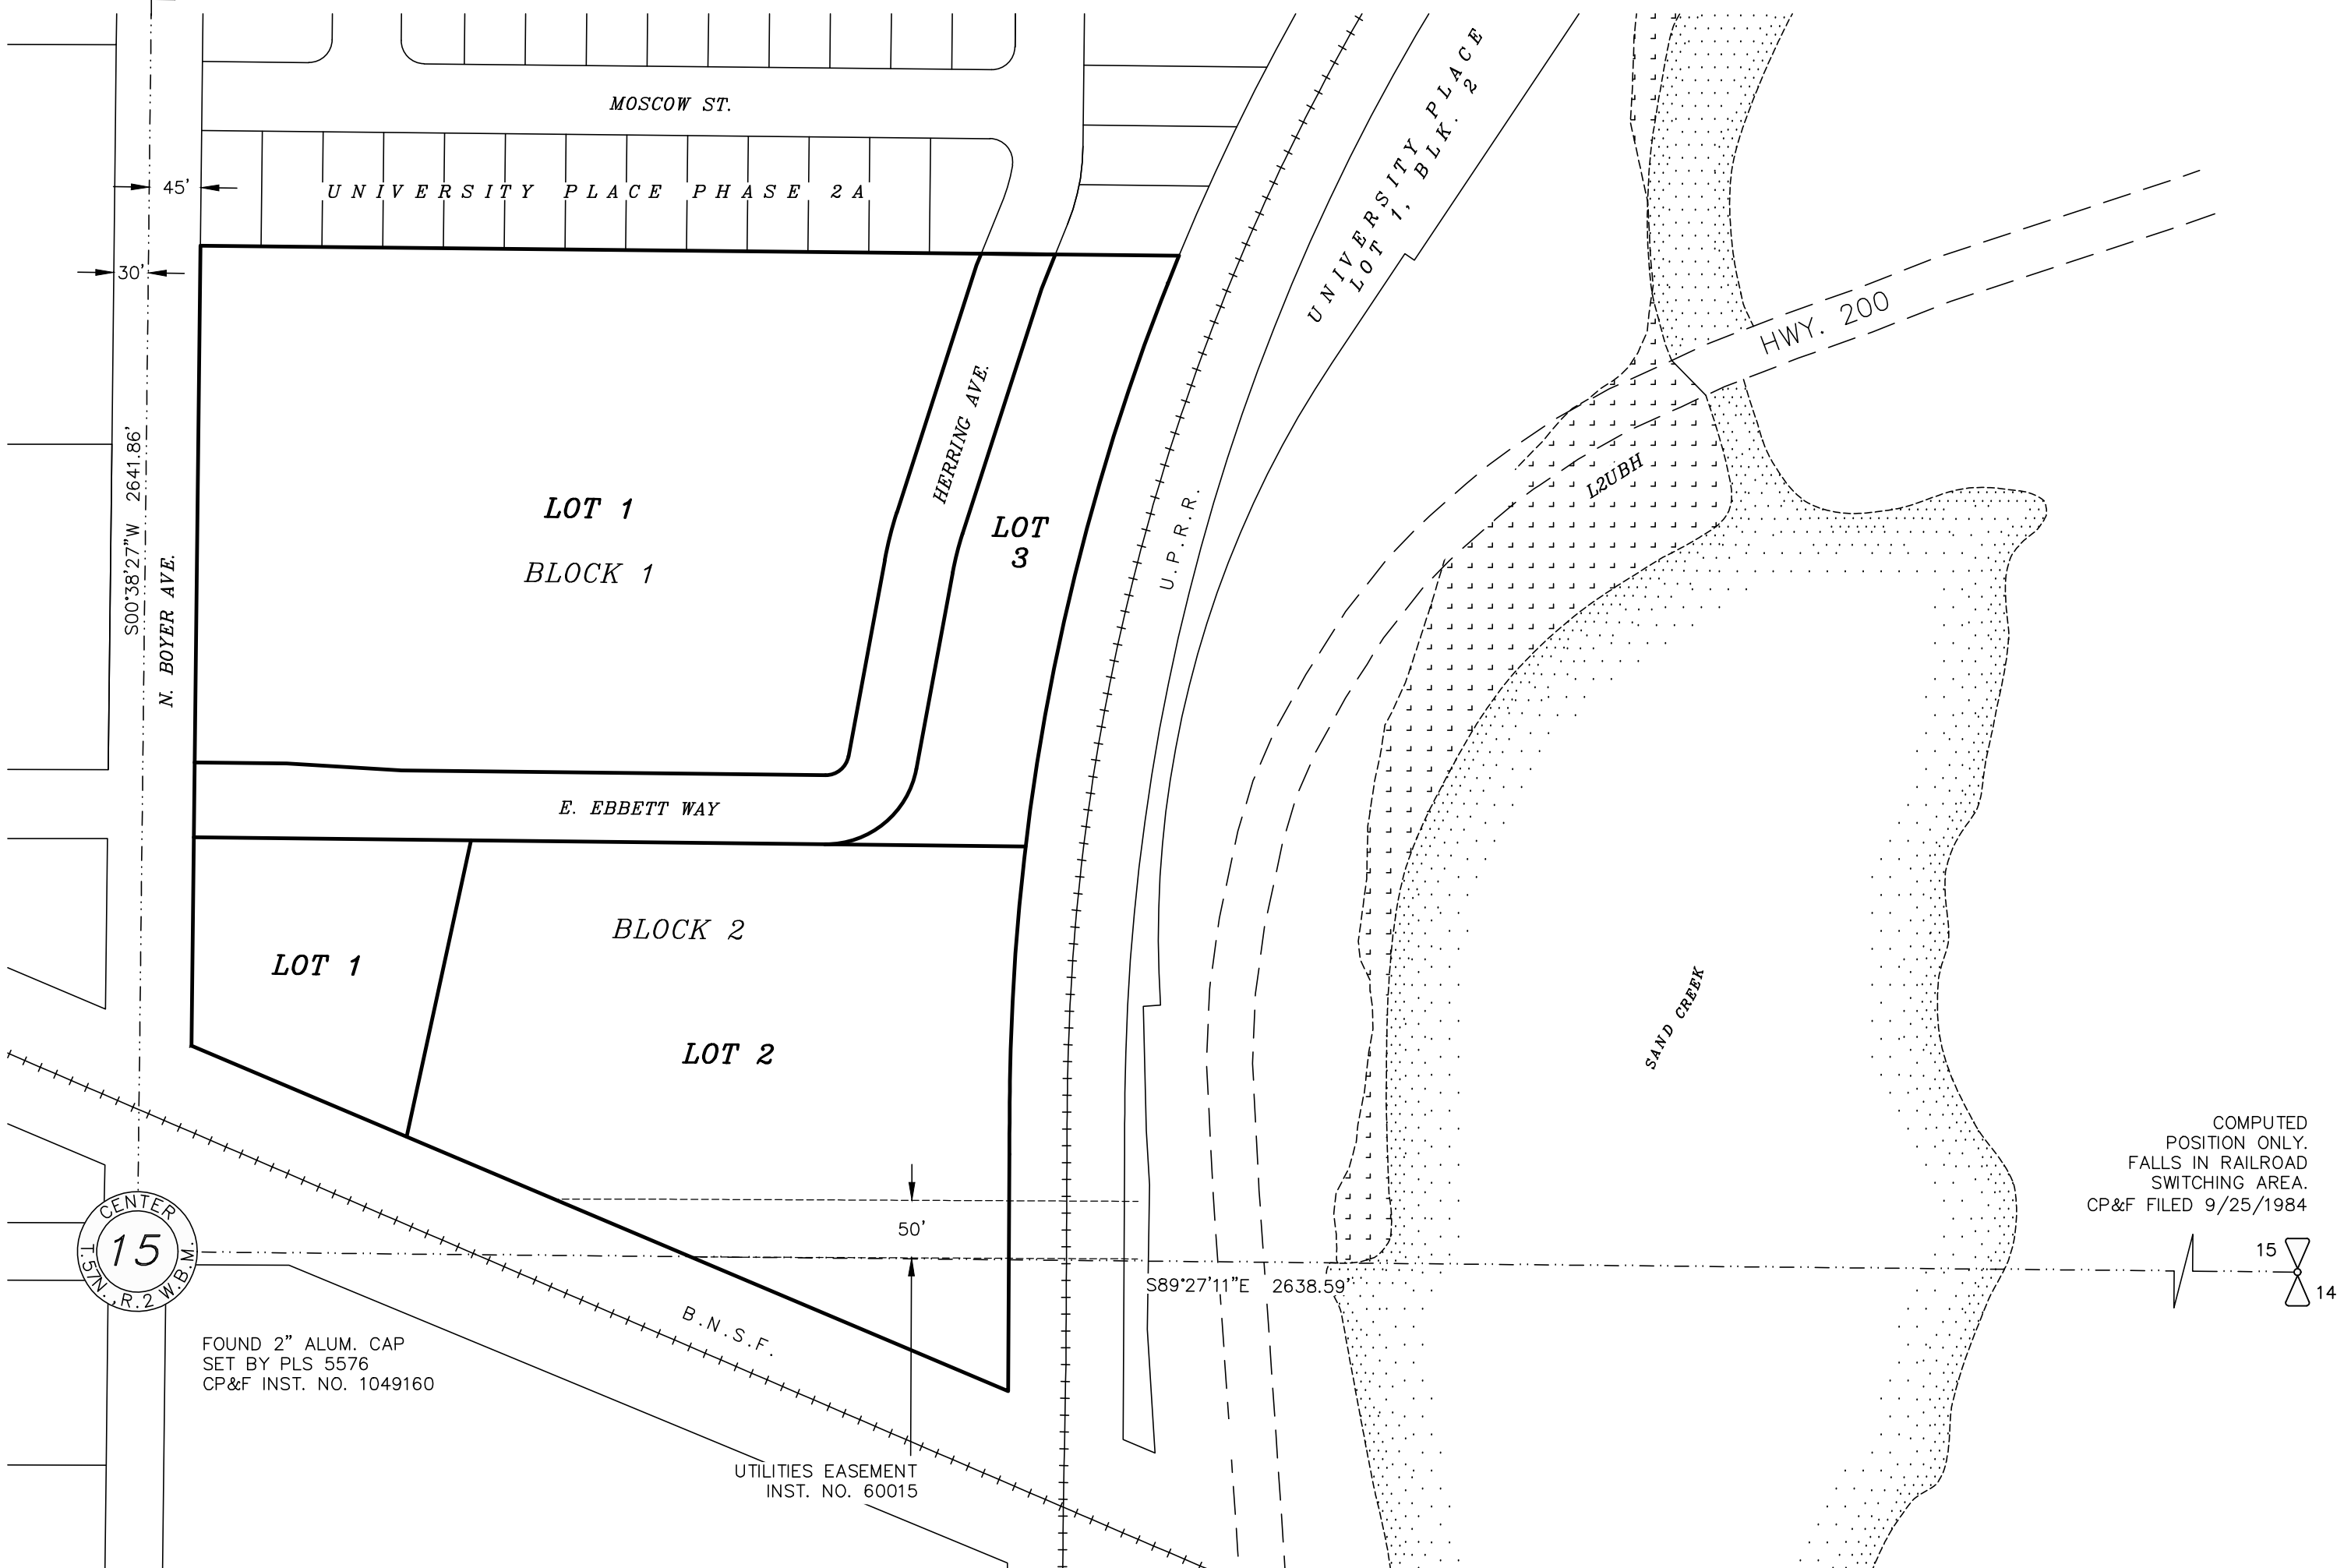 MOSCOW ST.
45'
UNIVERSITY PLACE PHASE 2A
30'
UNIVERSITY PLACE
LOT 1, BLK. 2
HWY. 200
S00°38'27"W 2641.86'
N. BOYER AVE.
LOT 1
BLOCK 1
HERRING AVE.
LOT
3
U.P.R.R.
L2UBH
E. EBBETT WAY
BLOCK 2
LOT 1
LOT 2
SAND CREEK
COMPUTED
POSITION ONLY.
FALLS IN RAILROAD
SWITCHING AREA.
CP&F FILED 9/25/1984
CENTER
15
T.57N., R.2 W.B.M.
50'
S89°27'11"E 2638.59'
15
14
B.N.S.F.
FOUND 2" ALUM. CAP
SET BY PLS 5576
CP&F INST. NO. 1049160
UTILITIES EASEMENT
INST. NO. 60015